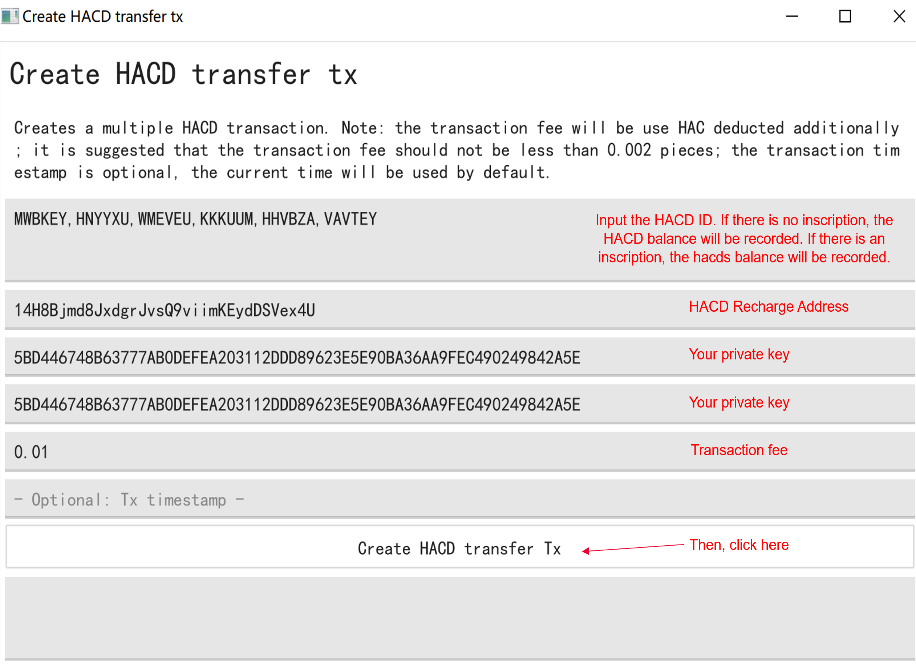 Create HACD transfer tx
Create HACD transfer tx
Creates a multiple HACD transaction. Note: the transaction fee will be use HAC deducted additionally
; it is suggested that the transaction fee should not be less than 0.002 pieces; the transaction tim
estamp is optional, the current time will be used by default.
MWBKEY,HNYYXU,WMEVEU,KKKUUM,HHVBZA,VAVTEY
Input the HACD ID. If there is no inscription, the
HACD balance will be recorded. If there is an
inscription, the hacds balance will be recorded.
14H8Bjmd8JxdgrJvsQ9viimKEydDSVex4U
HACD Recharge Address
5BD446748B63777AB0DEFEA203112DDD89623E5E90BA36AA9FEC490249842A5E
Your private key
5BD446748B63777AB0DEFEA203112DDD89623E5E90BA36AA9FEC490249842A5E
Your private key
0.01
Transaction fee
- Optional: Tx timestamp -
Create HACD transfer Tx
Then, click here